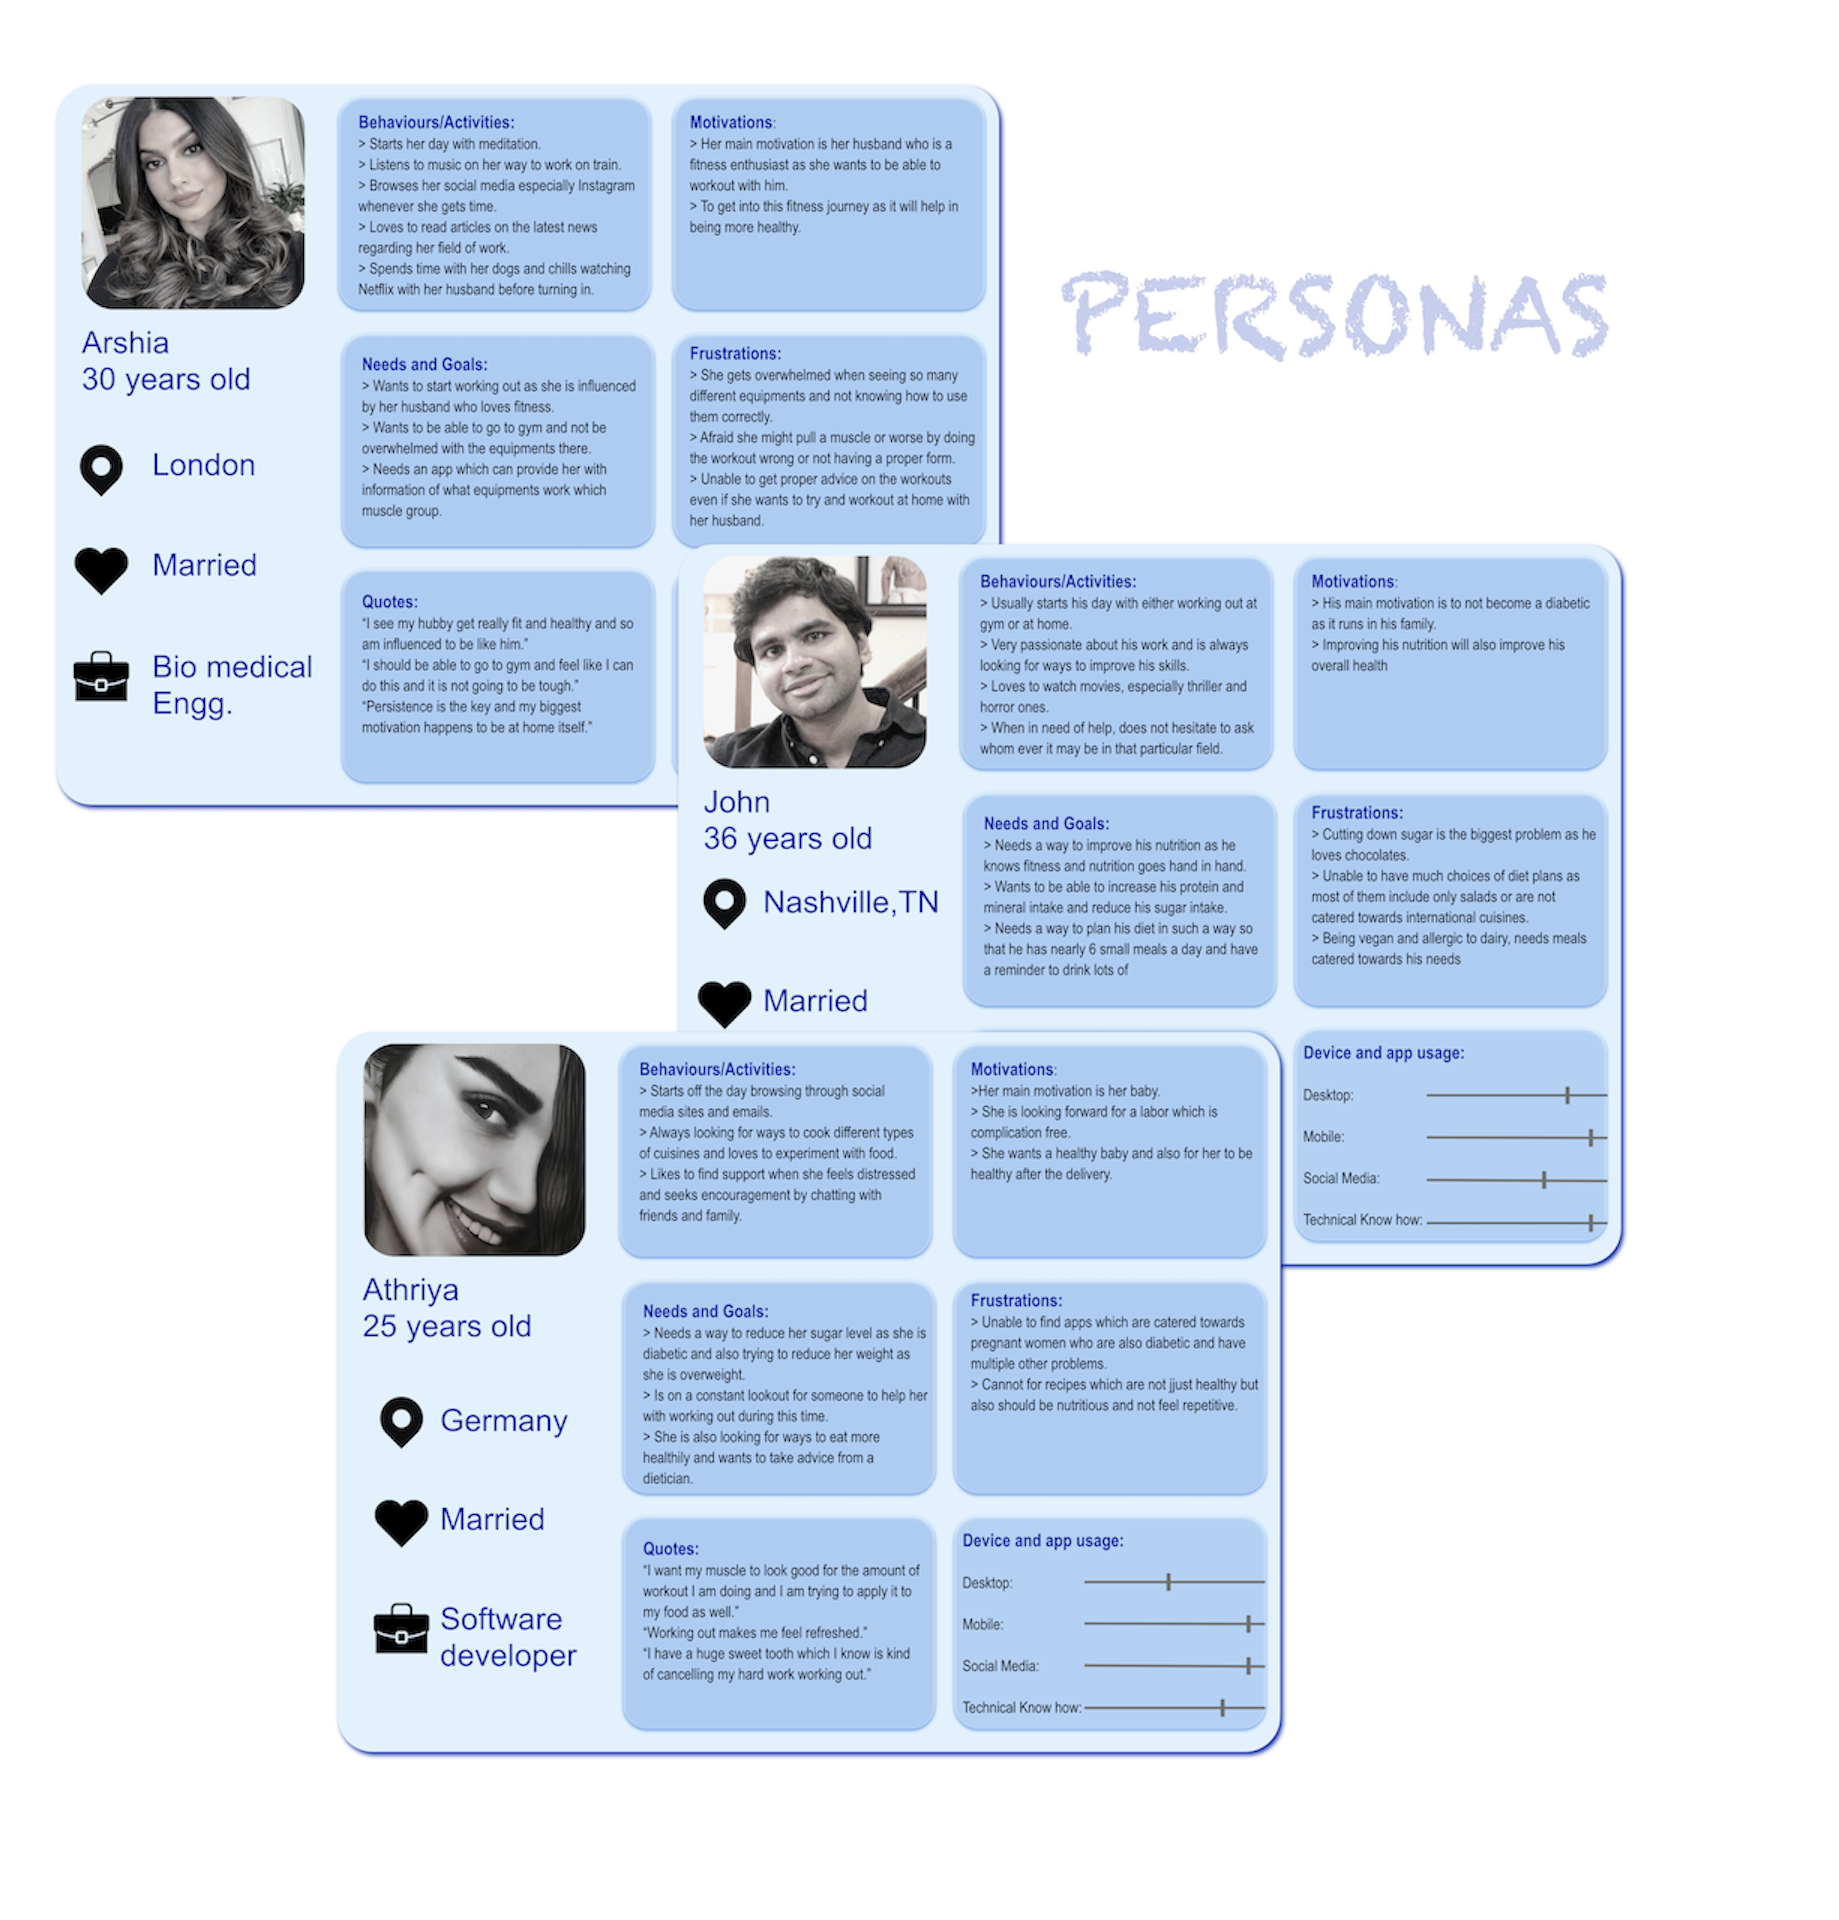 PERSONAS
Arshia
30 years old
London
Married
Bio medical
Engg.
Behaviours/Activities:
> Starts her day with meditation.
> Listens to music on her way to work on train.
> Browses her social media especially Instagram
whenever she gets time.
> Loves to read articles on the latest news
regarding her field of work.
> Spends time with her dogs and chills watching
Netflix with her husband before turning in.
Motivations:
> Her main motivation is her husband who is a
fitness enthusiast as she wants to be able to
workout with him.
> To get into this fitness journey as it will help in
being more healthy.
Needs and Goals:
> Wants to start working out as she is influenced
by her husband who loves fitness.
> Wants to be able to go to gym and not be
overwhelmed with the equipments there.
> Needs an app which can provide her with
information of what equipments work which
muscle group.
Frustrations:
> She gets overwhelmed when seeing so many
different equipments and not knowing how to use
them correctly.
> Afraid she might pull a muscle or worse by doing
the workout wrong or not having a proper form.
> Unable to get proper advice on the workouts
even if she wants to try and workout at home with
her husband.
Quotes:
“I see my hubby get really fit and healthy and so
am influenced to be like him.”
“I should be able to go to gym and feel like I can
do this and it is not going to be tough.”
“Persistence is the key and my biggest
motivation happens to be at home itself.”
John
36 years old
Nashville,TN
Married
Behaviours/Activities:
> Usually starts his day with either working out at
gym or at home.
> Very passionate about his work and is always
looking for ways to improve his skills.
> Loves to watch movies, especially thriller and
horror ones.
> When in need of help, does not hesitate to ask
whom ever it may be in that particular field.
Motivations:
> His main motivation is to not become a diabetic
as it runs in his family.
> Improving his nutrition will also improve his
overall health
Needs and Goals:
> Needs a way to improve his nutrition as he
knows fitness and nutrition goes hand in hand.
> Wants to be able to increase his protein and
mineral intake and reduce his sugar intake.
> Needs a way to plan his diet in such a way so
that he has nearly 6 small meals a day and have
a reminder to drink lots of
Frustrations:
> Cutting down sugar is the biggest problem as he
loves chocolates.
> Unable to have much choices of diet plans as
most of them include only salads or are not
catered towards international cuisines.
> Being vegan and allergic to dairy, needs meals
catered towards his needs
Device and app usage:
Desktop:
Mobile:
Social Media:
Technical Know how:
Athriya
25 years old
Germany
Married
Software
developer
Behaviours/Activities:
> Starts off the day browsing through social
media sites and emails.
> Always looking for ways to cook different types
of cuisines and loves to experiment with food.
> Likes to find support when she feels distressed
and seeks encouragement by chatting with
friends and family.
Motivations:
>Her main motivation is her baby.
> She is looking forward for a labor which is
complication free.
> She wants a healthy baby and also for her to be
healthy after the delivery.
Needs and Goals:
> Needs a way to reduce her sugar level as she is
diabetic and also trying to reduce her weight as
she is overweight.
> Is on a constant lookout for someone to help her
with working out during this time.
> She is also looking for ways to eat more
healthily and wants to take advice from a
dietician.
Frustrations:
> Unable to find apps which are catered towards
pregnant women who are also diabetic and have
multiple other problems.
> Cannot for recipes which are not jjust healthy but
also should be nutritious and not feel repetitive.
Quotes:
“I want my muscle to look good for the amount of
workout I am doing and I am trying to apply it to
my food as well.”
“Working out makes me feel refreshed.”
“I have a huge sweet tooth which I know is kind
of cancelling my hard work working out.”
Device and app usage:
Desktop:
Mobile:
Social Media:
Technical Know how: